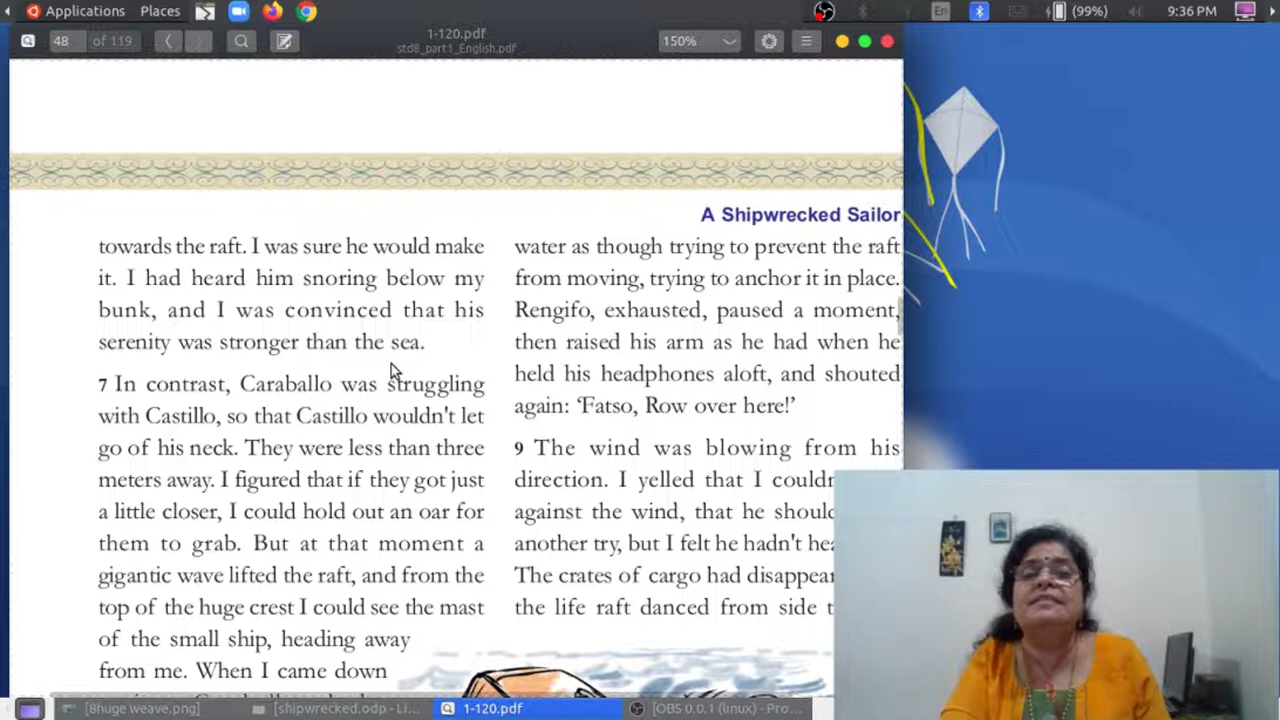 Applications Places En (99%) 9:36 PM
48 of 119 1-120.pdf 150%
std8_part1_English.pdf
A Shipwrecked Sailor
towards the raft. I was sure he would make
it. I had heard him snoring below my
bunk, and I was convinced that his
serenity was stronger than the sea.
7 In contrast, Caraballo was struggling
with Castillo, so that Castillo wouldn't let
go of his neck. They were less than three
meters away. I figured that if they got just
a little closer, I could hold out an oar for
them to grab. But at that moment a
gigantic wave lifted the raft, and from the
top of the huge crest I could see the mast
of the small ship, heading away
from me. When I came down
water as though trying to prevent the raft
from moving, trying to anchor it in place.
Rengifo, exhausted, paused a moment,
then raised his arm as he had when he
held his headphones aloft, and shouted
again: ‘Fatso, Row over here!’
9 The wind was blowing from his
direction. I yelled that I couldn
against the wind, that he shoul
another try, but I felt he hadn't hea
The crates of cargo had disappear
the life raft danced from side t
[8huge weave.png] [shipwrecked.odp - Li... 1-120.pdf [OBS 0.0.1 (linux) - Pro...